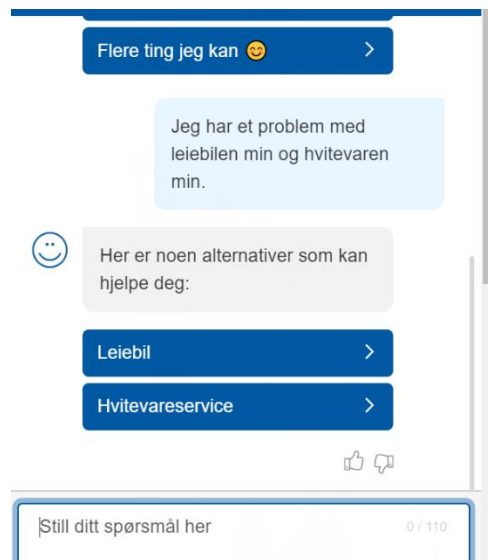 Flere ting jeg kan 😊
Jeg har et problem med
leiebilen min og hvitevaren
min.
Her er noen alternativer som kan
hjelpe deg:
Leiebil
Hvitevareservice
Still ditt spørsmål her 0 / 110